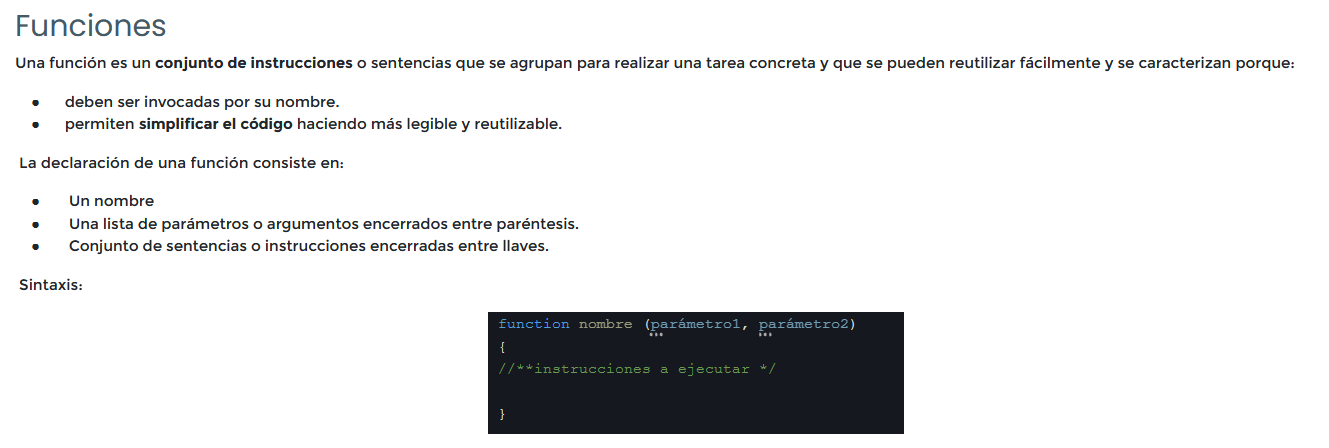 Funciones
Una función es un conjunto de instrucciones o sentencias que se agrupan para realizar una tarea concreta y que se pueden reutilizar fácilmente y se caracterizan porque:
• deben ser invocadas por su nombre.
• permiten simplificar el código haciendo más legible y reutilizable.
La declaración de una función consiste en:
• Un nombre
• Una lista de parámetros o argumentos encerrados entre paréntesis.
• Conjunto de sentencias o instrucciones encerradas entre llaves.
Sintaxis:
function nombre (parámetro1, parámetro2)
{
//**instrucciones a ejecutar */
}